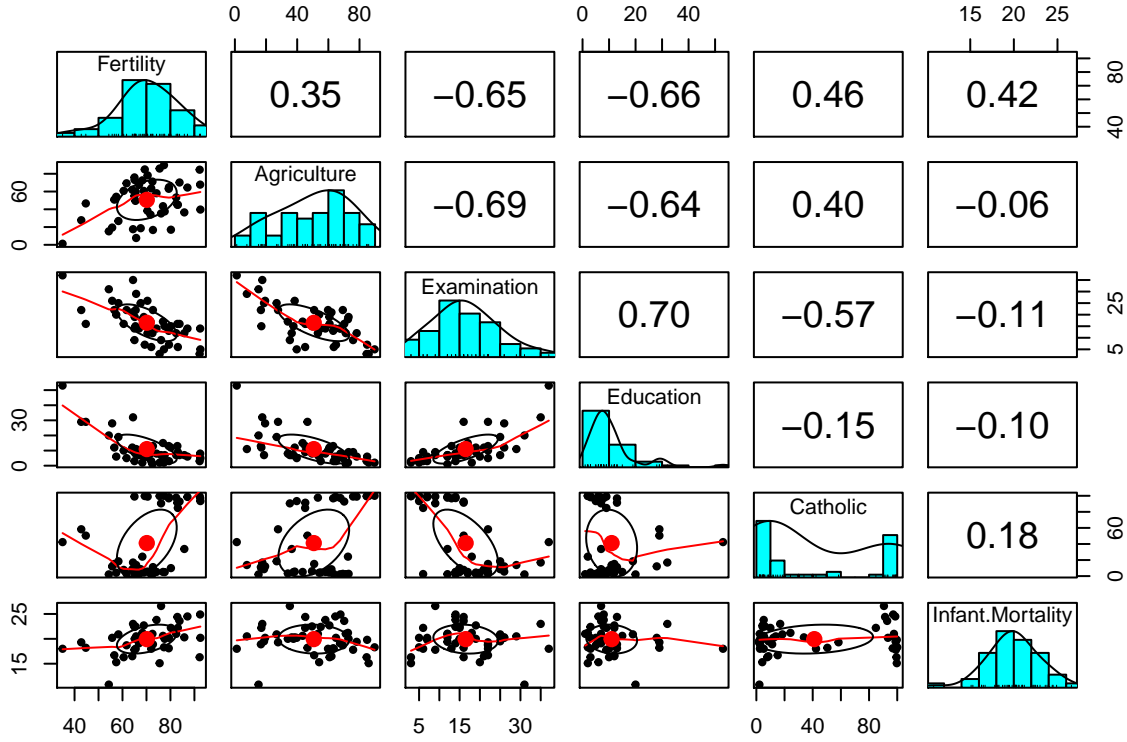 0 40 80 0 20 40 15 20 25
Fertility 0.35 −0.65 −0.66 0.46 0.42 40 80
0 60 Agriculture −0.69 −0.64 0.40 −0.06
Examination 0.70 −0.57 −0.11 5 25
0 30 Education −0.15 −0.10
Catholic 0.18 0 60
15 25 Infant.Mortality
40 60 80 5 15 30 0 40 80